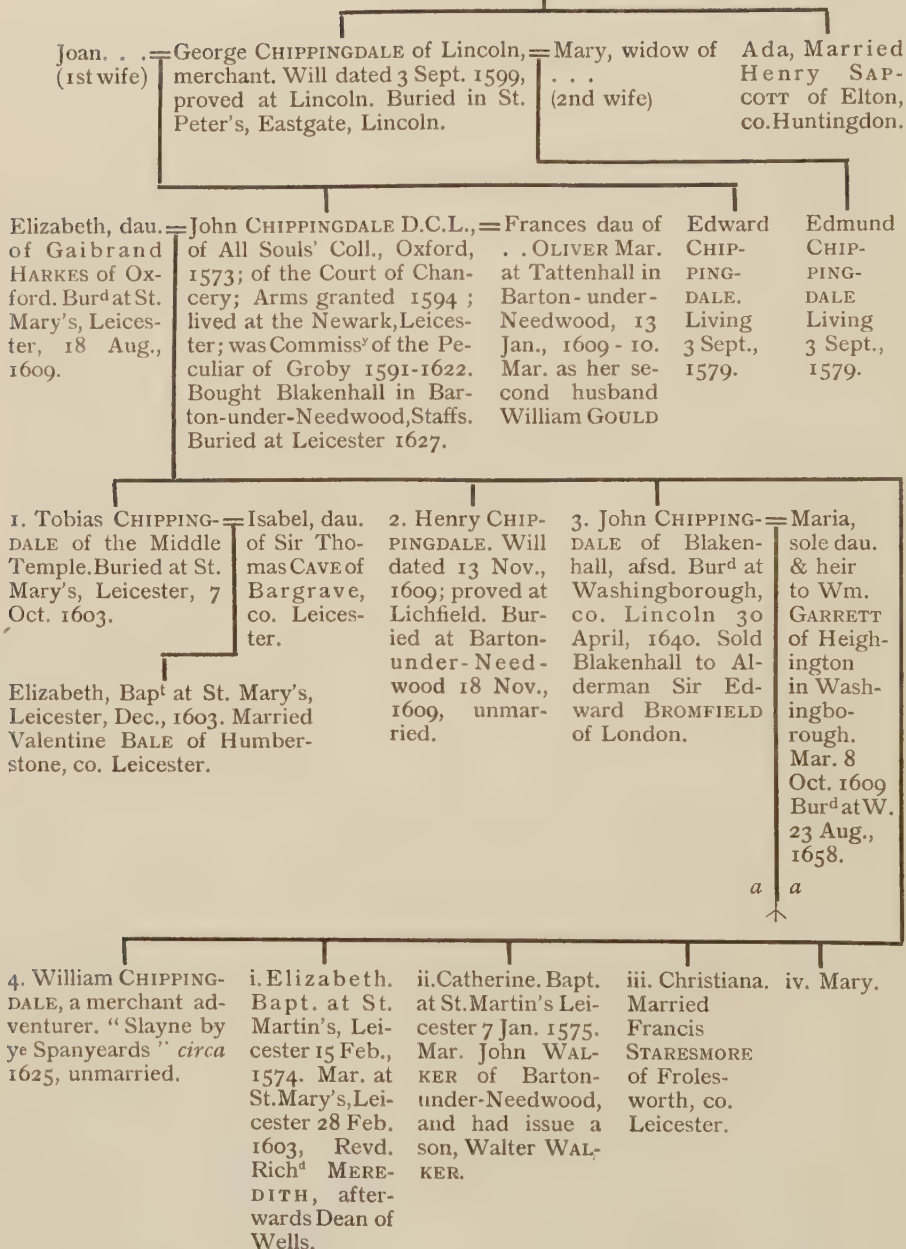 Joan. . .
(1st wife)
George CHIPPINGDALE of Lincoln,
merchant. Will dated 3 Sept. 1599,
proved at Lincoln. Buried in St.
Peter's, Eastgate, Lincoln.
Mary, widow of
. . .
(2nd wife)
Ada, Married
Henry SAP-
COTT of Elton,
co.Huntingdon.
Elizabeth, dau.
of Gaibrand
HARKES of Ox-
ford. Burd at St.
Mary's, Leices-
ter, 18 Aug.,
1609.
John CHIPPINGDALE D.C.L.,
of All Souls' Coll., Oxford,
1573; of the Court of Chan-
cery; Arms granted 1594 ;
lived at the Newark,Leices-
ter; was Commissy of the Pe-
culiar of Groby 1591-1622.
Bought Blakenhall in Bar-
ton-under-Needwood,Staffs.
Buried at Leicester 1627.
Frances dau of
. . OLIVER Mar.
at Tattenhall in
Barton-under-
Needwood, 13
Jan., 1609-10.
Mar. as her se-
cond husband
William GOULD
Edward
CHIP-
PING-
DALE.
Living
3 Sept.,
1579.
Edmund
CHIP-
PING-
DALE
Living
3 Sept.,
1579.
1. Tobias CHIPPING-
DALE of the Middle
Temple.Buried at St.
Mary's, Leicester, 7
Oct. 1603.
Isabel, dau.
of Sir Tho-
mas CAVE of
Bargrave,
co. Leices-
ter.
2. Henry CHIP-
PINGDALE. Will
dated 13 Nov.,
1609; proved at
Lichfield. Bur-
ied at Barton-
under-Need-
wood 18 Nov.,
1609, unmar-
ried.
3. John CHIPPING-
DALE of Blaken-
hall, afsd. Burd at
Washingborough,
co. Lincoln 30
April, 1640. Sold
Blakenhall to Al-
derman Sir Ed-
ward BROMFIELD
of London.
Maria,
sole dau.
& heir
to Wm.
GARRETT
of Heigh-
ington
in Wash-
ingbo-
rough.
Mar. 8
Oct. 1609
Burd at W.
23 Aug.,
1658.
Elizabeth, Bapt at St. Mary's,
Leicester, Dec., 1603. Married
Valentine BALE of Humber-
stone, co. Leicester.
a a
4. William CHIPPING-
DALE, a merchant ad-
venturer. "Slayne by
ye Spanyeards" circa
1625, unmarried.
i. Elizabeth.
Bapt. at St.
Martin's, Lei-
cester 15 Feb.,
1574. Mar. at
St.Mary's,Lei-
cester 28 Feb.
1603, Revd.
Richd MERE-
DITH, after-
wards Dean of
Wells.
ii.Catherine. Bapt.
at St.Martin's Lei-
cester 7 Jan. 1575.
Mar. John WAL-
KER of Barton-
under-Needwood,
and had issue a
son, Walter WAL-
KER.
iii. Christiana.
Married
Francis
STARESMORE
of Froles-
worth, co.
Leicester.
iv. Mary.